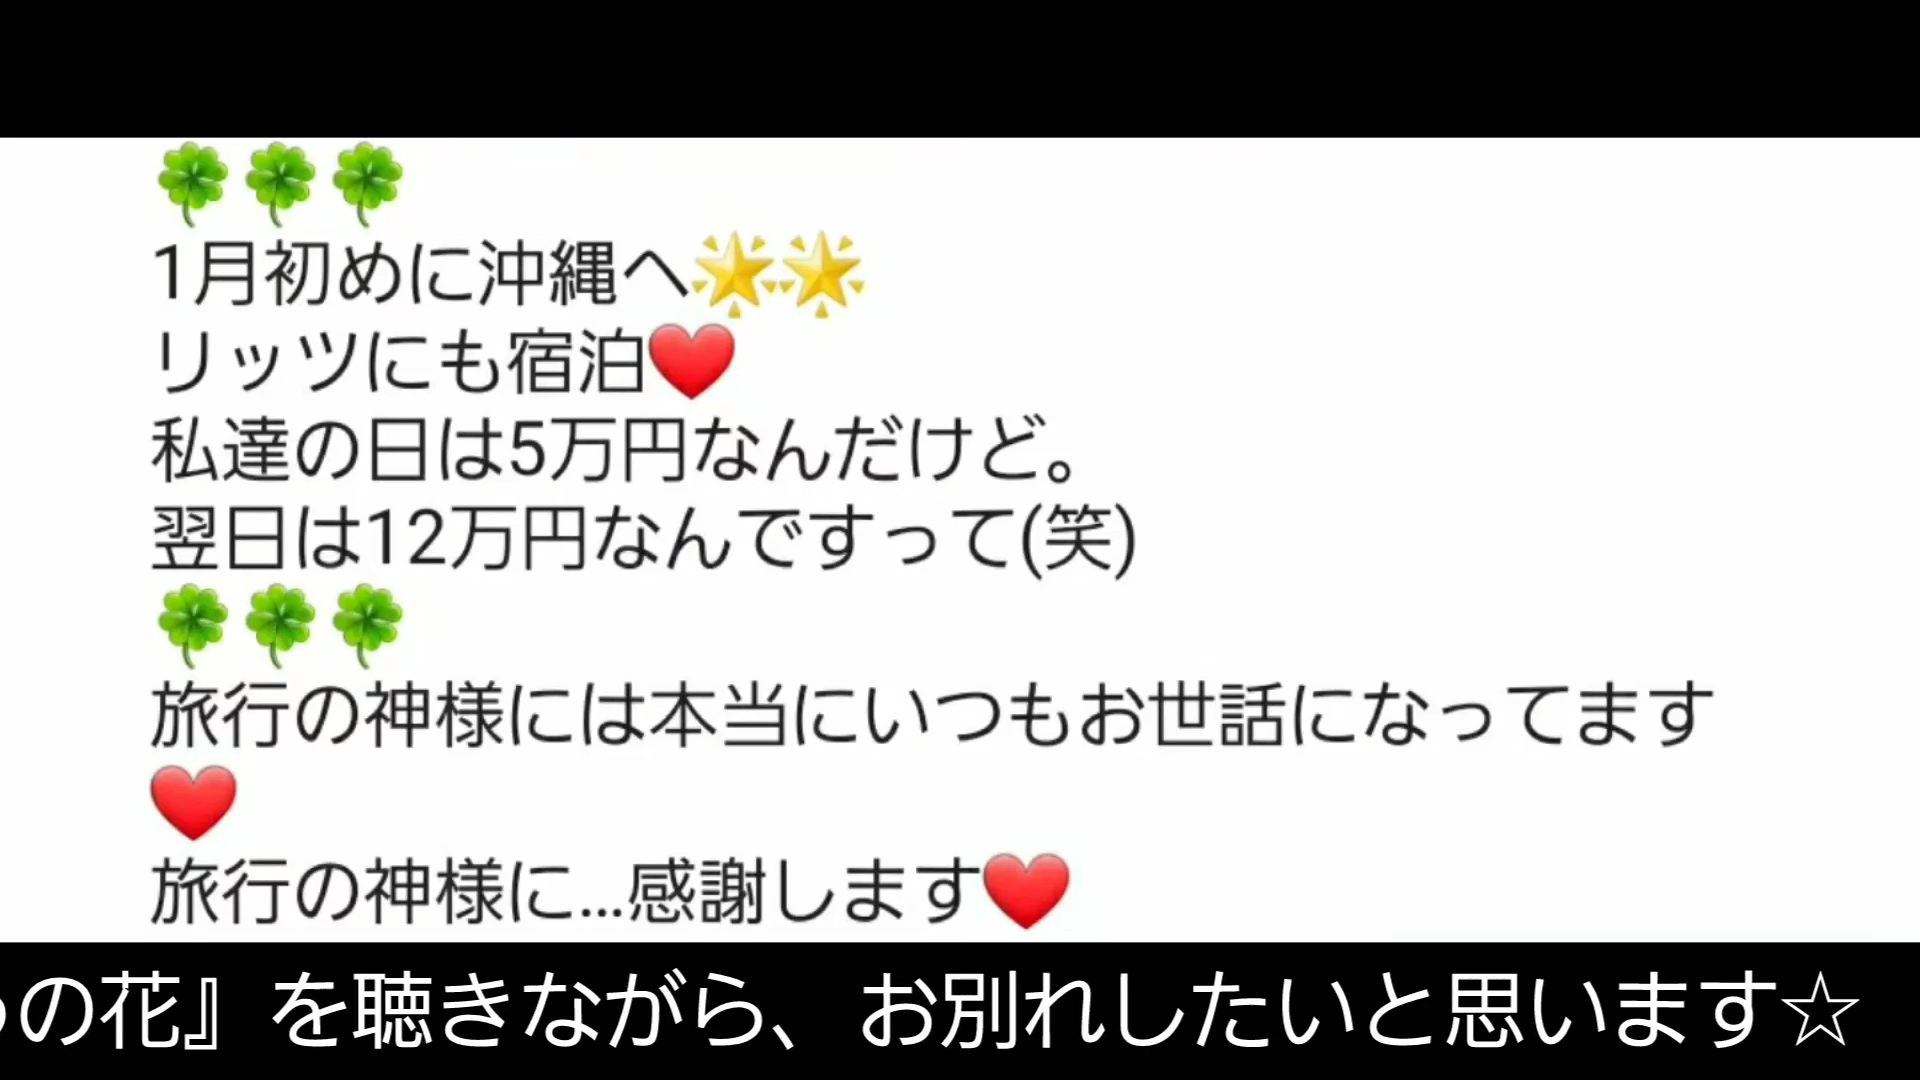 🍀🍀🍀
1月初めに沖縄へ🌟🌟
リッツにも宿泊❤️
私達の日は5万円なんだけど。
翌日は12万円なんですって(笑)
🍀🍀🍀
旅行の神様には本当にいつもお世話になってます
❤️
旅行の神様に...感謝します❤️
の花』を聴きながら、お別れしたいと思います☆